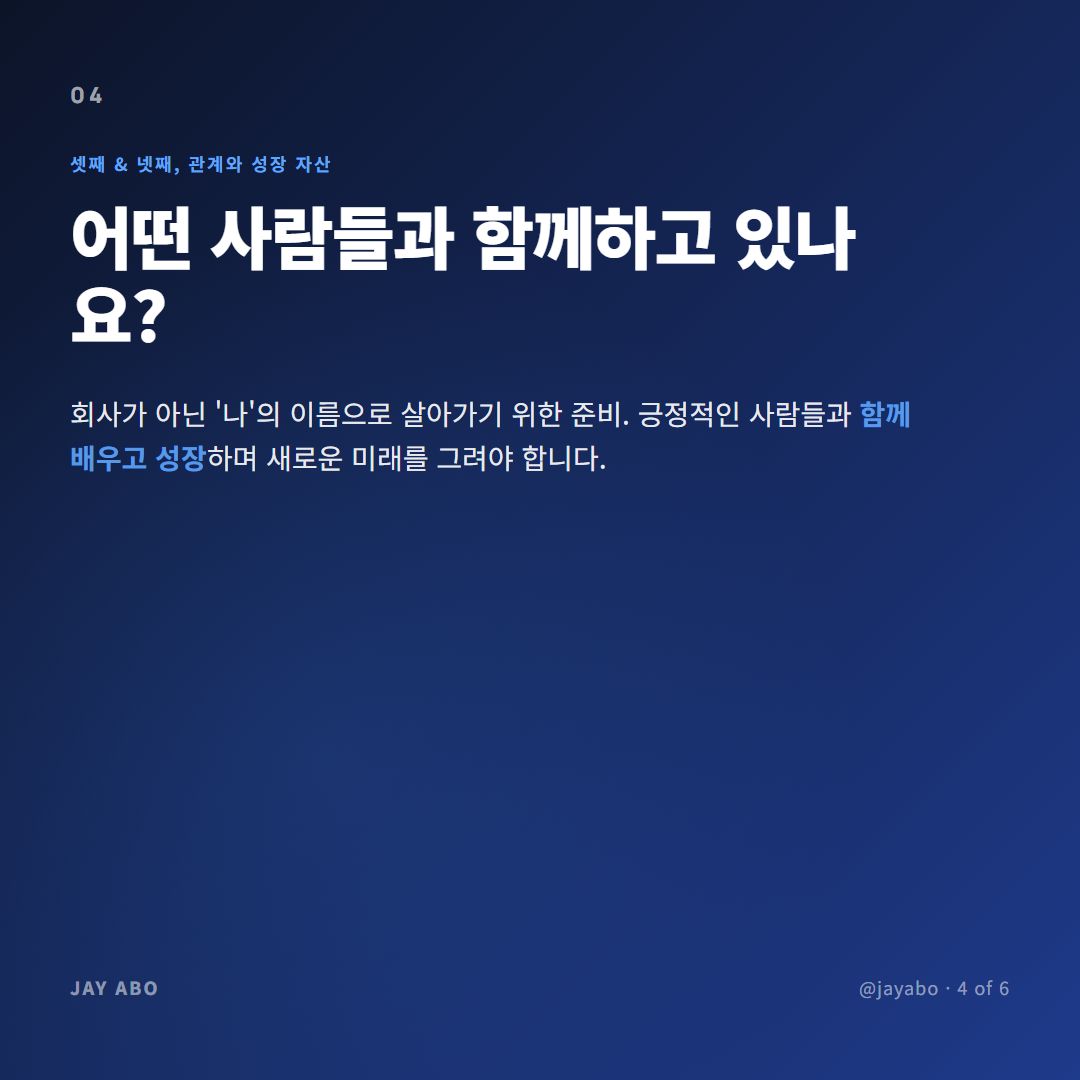 04
셋째 & 넷째, 관계와 성장 자산
어떤 사람들과 함께하고 있나
요?
회사가 아닌 '나'의 이름으로 살아가기 위한 준비. 긍정적인 사람들과 함께
배우고 성장하며 새로운 미래를 그려야 합니다.
JAY ABO
@jayabo · 4 of 6